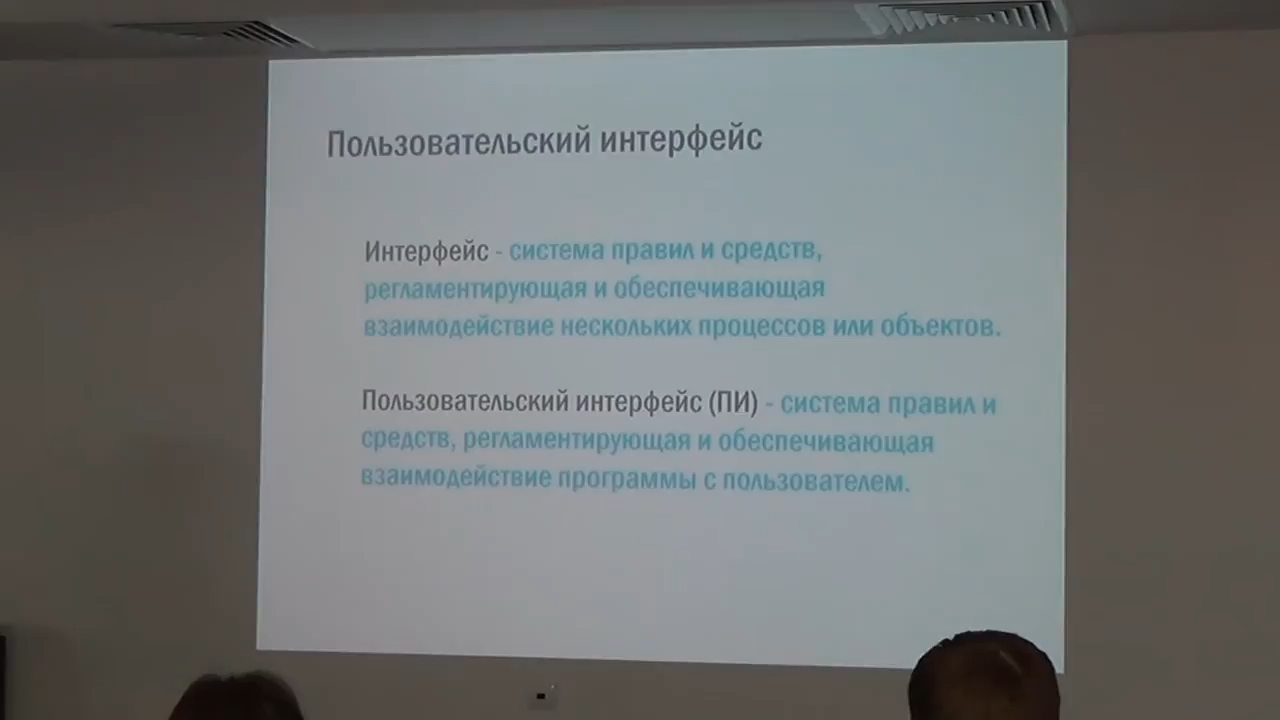 Пользовательский интерфейс
Интерфейс - система правил и средств,
регламентирующая и обеспечивающая
взаимодействие нескольких процессов или объектов.
Пользовательский интерфейс (ПИ) - система правил и
средств, регламентирующая и обеспечивающая
взаимодействие программы с пользователем.